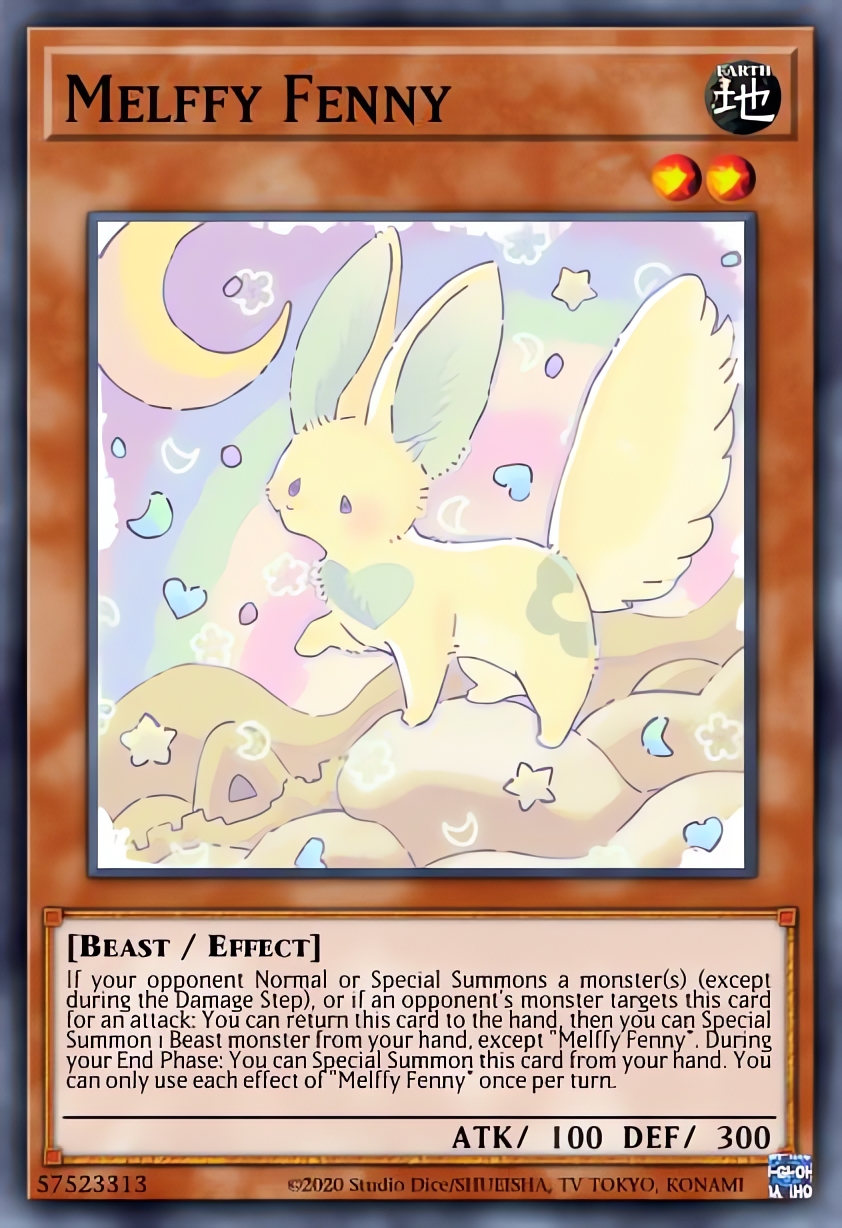 MELFFY FENNY
EARTH
地
[BEAST / EFFECT]
If your opponent Normal or Special Summons a monster(s) (except
during the Damage Step), or if an opponent's monster targets this card
for an attack: You can return this card to the hand, then you can Special
Summon 1 Beast monster from your hand, except "Melffy Fenny". During
your End Phase: You can Special Summon this card from your hand. You
can only use each effect of "Melffy Fenny" once per turn.
ATK/ 100 DEF/ 300
57523313
©2020 Studio Dice/SHUEISHA, TV TOKYO, KONAMI